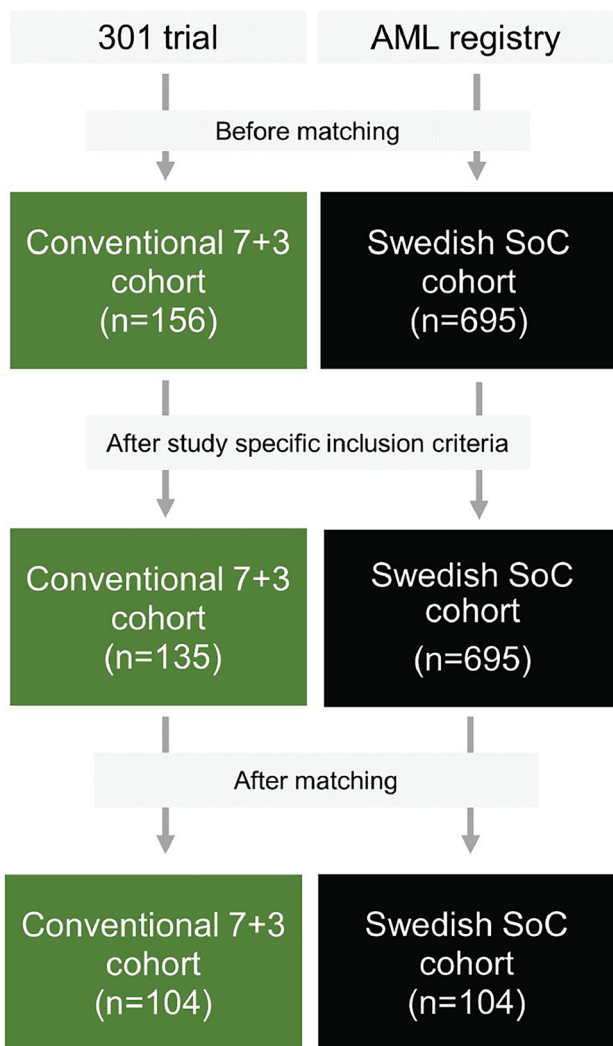 301 trial
AML registry
Before matching
Conventional 7+3
cohort
(n=156)
Swedish SoC
cohort
(n=695)
After study specific inclusion criteria
Conventional 7+3
cohort
(n=135)
Swedish SoC
cohort
(n=695)
After matching
Conventional 7+3
cohort
(n=104)
Swedish SoC
cohort
(n=104)